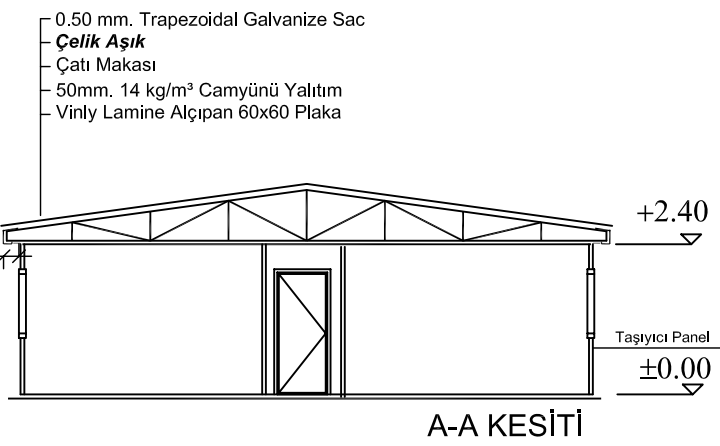 0.50 mm. Trapezoidal Galvanize Sac
Çelik Aşık
Çatı Makası
50mm. 14 kg/m³ Camyünü Yalıtım
Vinly Lamine Alçıpan 60x60 Plaka
+2.40
Taşıyıcı Panel
±0.00
A-A KESİTİ